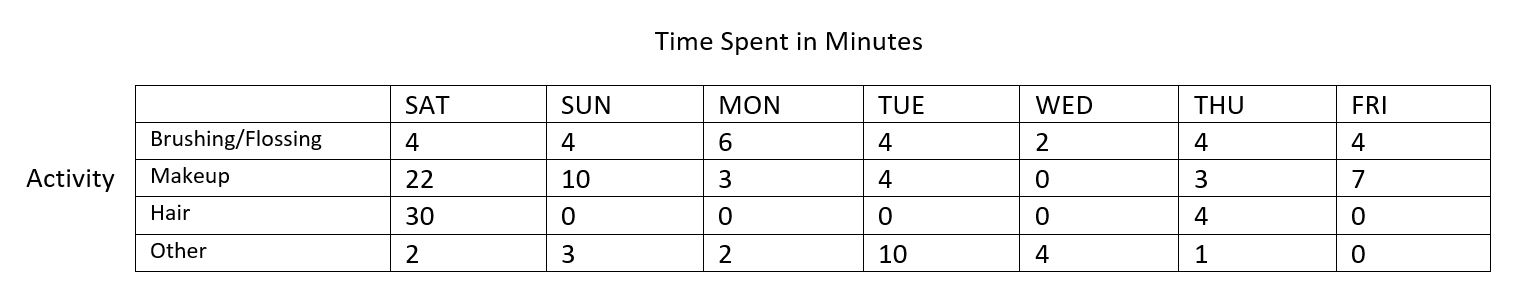 Time Spent in Minutes
SAT SUN MON TUE WED THU FRI
Brushing/Flossing 4 4 6 4 2 4 4
Activity
Makeup 22 10 3 4 0 3 7
Hair 30 0 0 0 0 4 0
Other 2 3 2 10 4 1 0